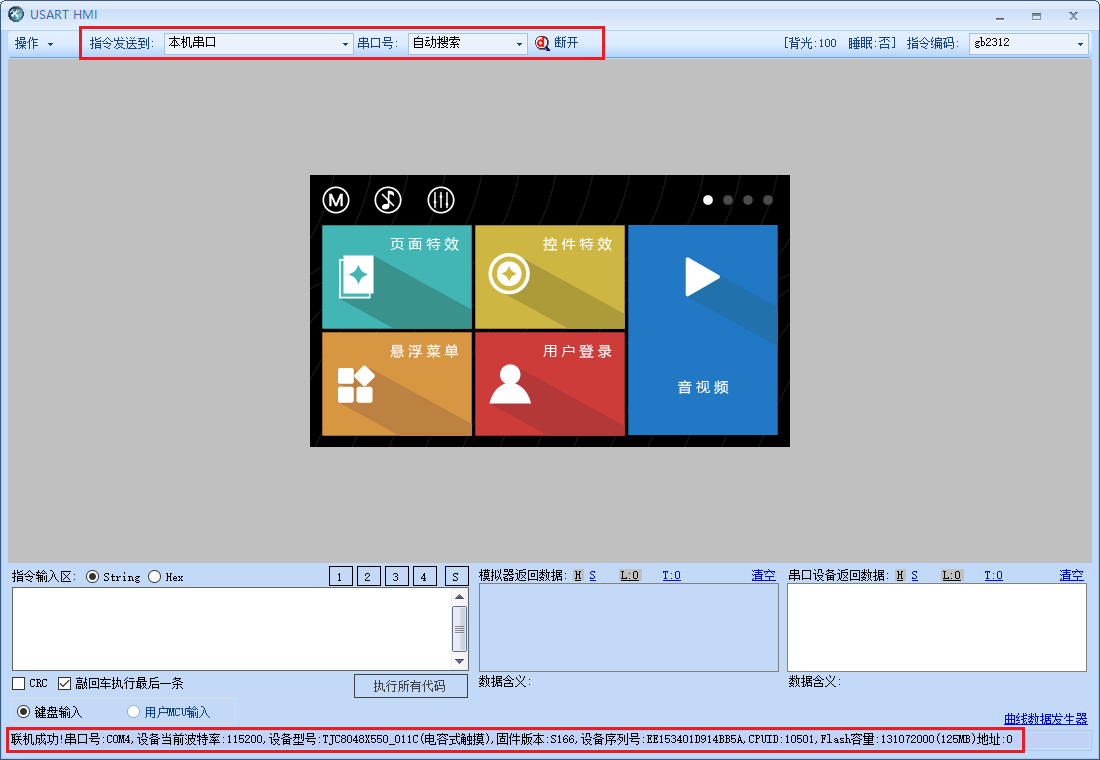 USART HMI
操作 指令发送到: 本机串口 串口号: 自动搜索 断开 [背光:100 睡眠:否] 指令编码: gb2312
M
页面特效 控件特效
悬浮菜单 用户登录
音视频
指令输入区: String Hex 1 2 3 4 S 模拟器返回数据: H S L:0 T:0 清空 串口设备返回数据: H S L:0 T:0 清空
CRC 敲回车执行最后一条 执行所有代码 数据含义: 数据含义:
键盘输入 用户MCU输入 曲线数据发生器
联机成功!串口号:COM4,设备当前波特率:115200,设备型号:TJC8048X550_011C(电容式触摸),固件版本:S166,设备序列号:EE153401D914BB5A,CPUID:10501,Flash容量:131072000(125MB)地址:0